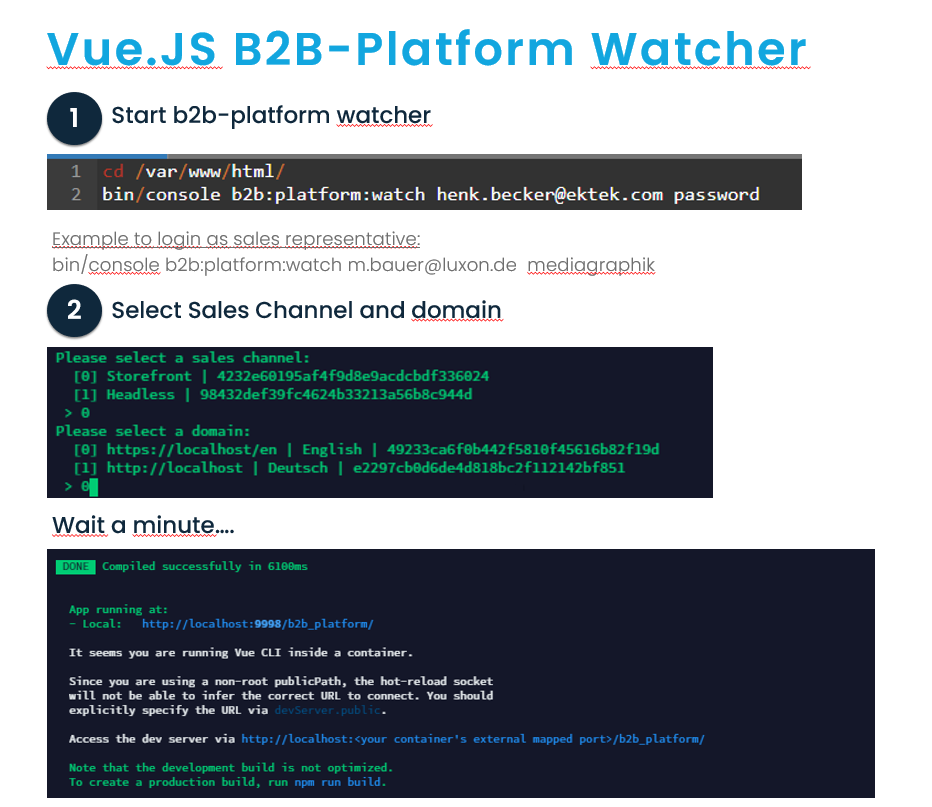 Vue.JS B2B-Platform Watcher
1 Start b2b-platform watcher
1 cd /var/www/html/
2 bin/console b2b:platform:watch henk.becker@ektek.com password
Example to login as sales representative:
bin/console b2b:platform:watch m.bauer@luxon.de mediagraphik
2 Select Sales Channel and domain
Please select a sales channel:
[0] Storefront | 4232e60195af4f9d8e9acdcbdf336024
[1] Headless | 98432def39fc4624b33213a56b8c944d
> 0
Please select a domain:
[0] https://localhost/en | English | 49233ca6f0b442f5810f45616b82f19d
[1] http://localhost | Deutsch | e2297cb0d6de4d818bc2f112142bf851
> 0
Wait a minute....
DONE Compiled successfully in 6100ms
App running at:
- Local: http://localhost:9998/b2b_platform/
It seems you are running Vue CLI inside a container.
Since you are using a non-root publicPath, the hot-reload socket
will not be able to infer the correct URL to connect. You should
explicitly specify the URL via devServer.public.
Access the dev server via http://localhost:<your container's external mapped port>/b2b_platform/
Note that the development build is not optimized.
To create a production build, run npm run build.